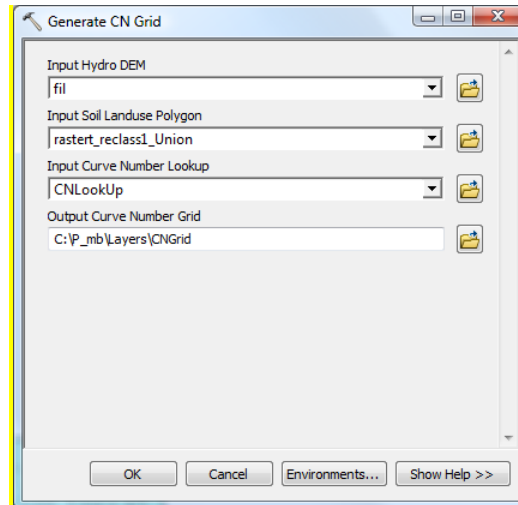 Generate CN Grid
Input Hydro DEM
fil
Input Soil Landuse Polygon
rastert_reclass1_Union
Input Curve Number Lookup
CNLookUp
Output Curve Number Grid
C:\P_mb\Layers\CNGrid
OK Cancel Environments... Show Help >>